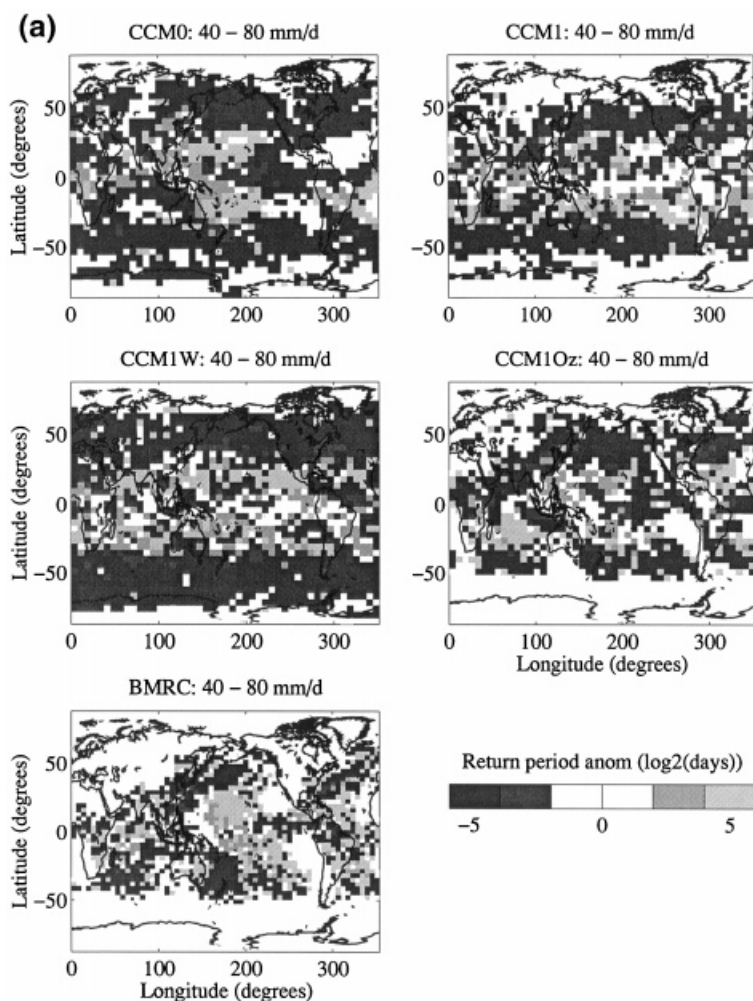 (a)
CCM0: 40 – 80 mm/d
CCM1: 40 – 80 mm/d
Latitude (degrees)
50
0
−50
0 100 200 300
50
0
−50
0 100 200 300
CCM1W: 40 – 80 mm/d
CCM1Oz: 40 – 80 mm/d
Latitude (degrees)
50
0
−50
0 100 200 300
50
0
−50
0 100 200 300
Longitude (degrees)
BMRC: 40 – 80 mm/d
Latitude (degrees)
50
0
−50
0 100 200 300
Longitude (degrees)
Return period anom (log2(days))
−5 0 5